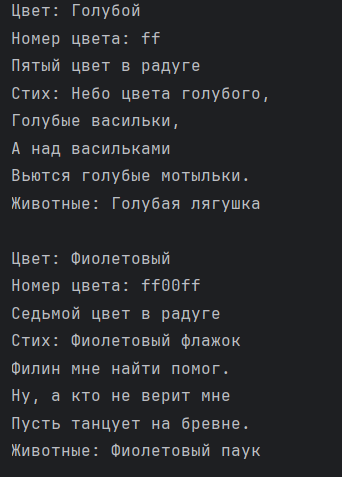 Цвет: Голубой
Номер цвета: ff
Пятый цвет в радуге
Стих: Небо цвета голубого,
Голубые васильки,
А над васильками
Вьются голубые мотыльки.
Животные: Голубая лягушка

Цвет: Фиолетовый
Номер цвета: ff00ff
Седьмой цвет в радуге
Стих: Фиолетовый флажок
Филин мне найти помог.
Ну, а кто не верит мне
Пусть танцует на бревне.
Животные: Фиолетовый паук